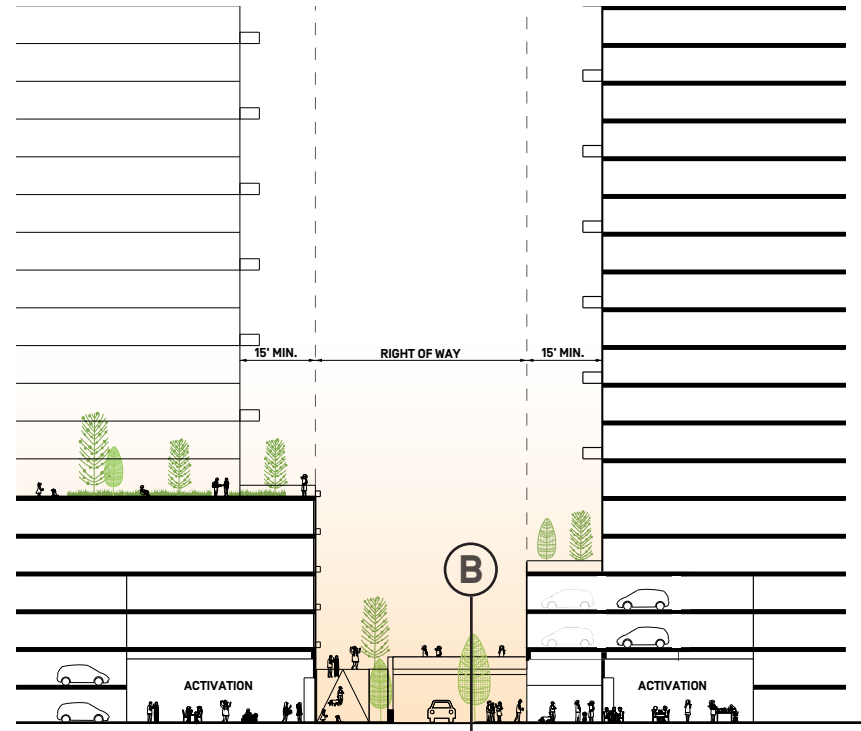 15' MIN.
RIGHT OF WAY
15' MIN.
B
ACTIVATION
ACTIVATION